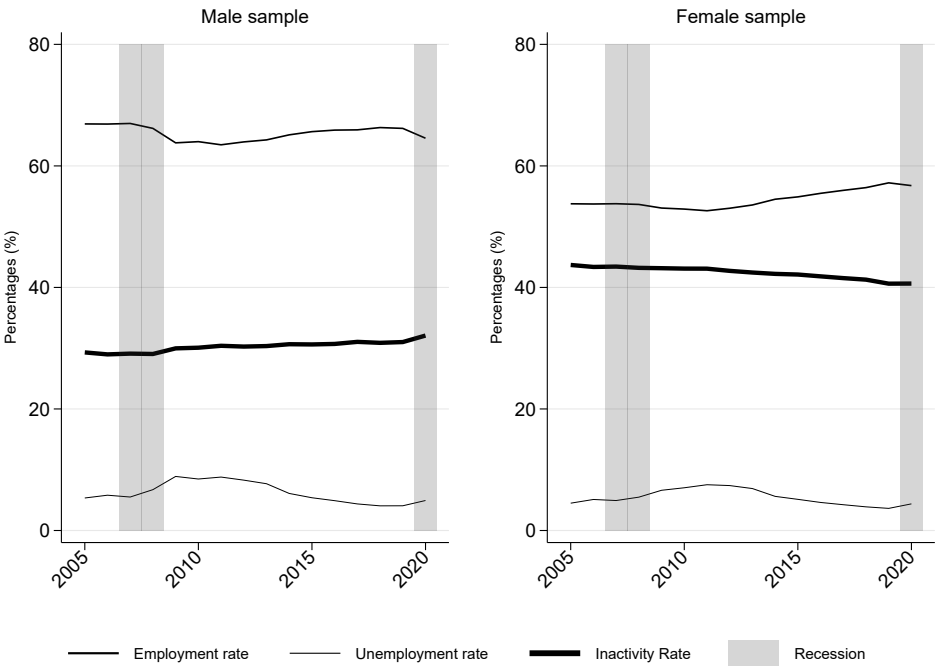 Male sample
Female sample
Percentages (%)
80
60
40
20
0
2005
2010
2015
2020
Percentages (%)
80
60
40
20
0
2005
2010
2015
2020
Employment rate
Unemployment rate
Inactivity Rate
Recession